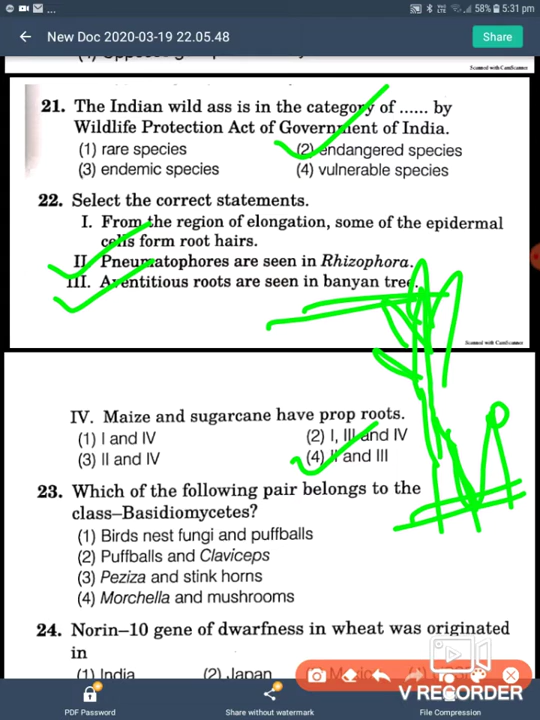 58% 5:31 pm
New Doc 2020-03-19 22.05.48
Share
Scanned with CamScanner
21. The Indian wild ass is in the category of ...... by
Wildlife Protection Act of Government of India.
(1) rare species (2) endangered species
(3) endemic species (4) vulnerable species
22. Select the correct statements.
I. From the region of elongation, some of the epidermal
cells form root hairs.
II. Pneumatophores are seen in Rhizophora.
III. Aventitious roots are seen in banyan tree.
Scanned with CamScanner
IV. Maize and sugarcane have prop roots.
(1) I and IV (2) I, III and IV
(3) II and IV (4) II and III
23. Which of the following pair belongs to the
class–Basidiomycetes?
(1) Birds nest fungi and puffballs
(2) Puffballs and Claviceps
(3) Peziza and stink horns
(4) Morchella and mushrooms
24. Norin–10 gene of dwarfness in wheat was originated
in
(1) India (2) Japan
V RECORDER
PDF Password Share without watermark File Compression